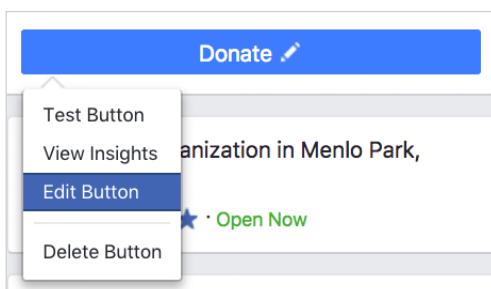 Donate
Test Button
View Insights
anization in Menlo Park,
Edit Button
· Open Now
Delete Button